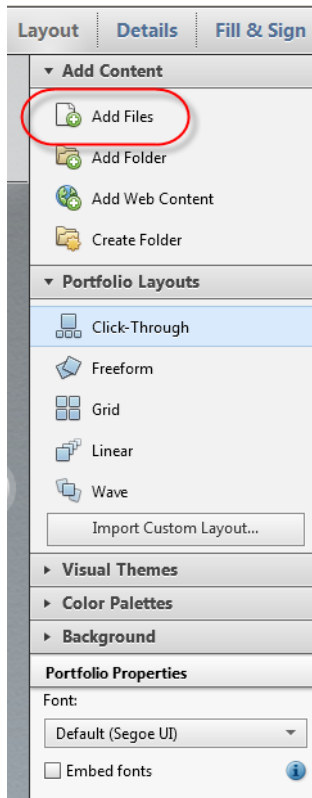 Layout Details Fill & Sign
Add Content
Add Files
Add Folder
Add Web Content
Create Folder
Portfolio Layouts
Click-Through
Freeform
Grid
Linear
Wave
Import Custom Layout...
Visual Themes
Color Palettes
Background
Portfolio Properties
Font:
Default (Segoe UI)
Embed fonts